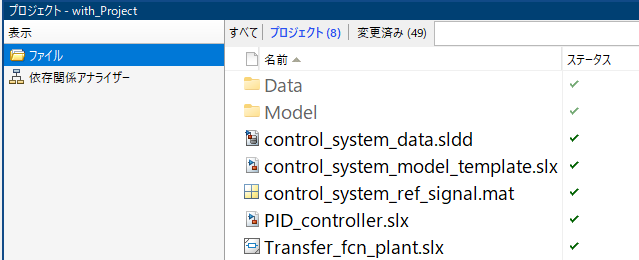 プロジェクト - with_Project
表示
ファイル
依存関係アナライザー
すべて プロジェクト (8) 変更済み (49)
名前 ステータス
Data
Model
control_system_data.sldd
control_system_model_template.slx
control_system_ref_signal.mat
PID_controller.slx
Transfer_fcn_plant.slx